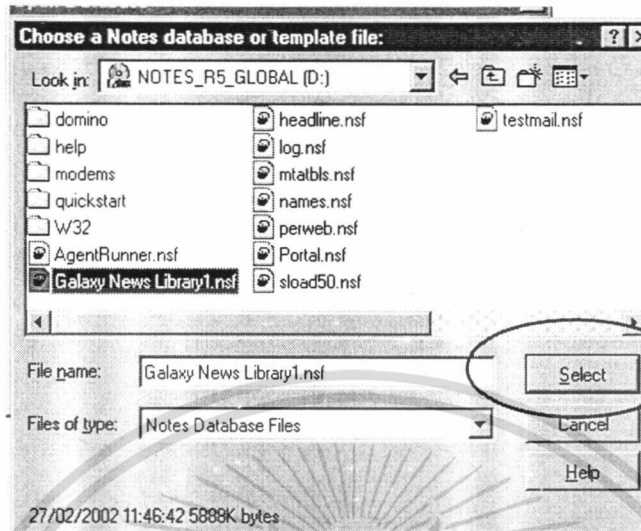 Choose a Notes database or template file:
Look in: NOTES_R5_GLOBAL (D:)
domino
help
modems
quickstart
W32
AgentRunner.nsf
Galaxy News Library1.nsf
headline.nsf
log.nsf
mtatbls.nsf
names.nsf
perweb.nsf
Portal.nsf
sload50.nsf
testmail.nsf
File name: Galaxy News Library1.nsf
Select
Files of type: Notes Database Files
Cancel
Help
27/02/2002 11:46:42 5888K bytes